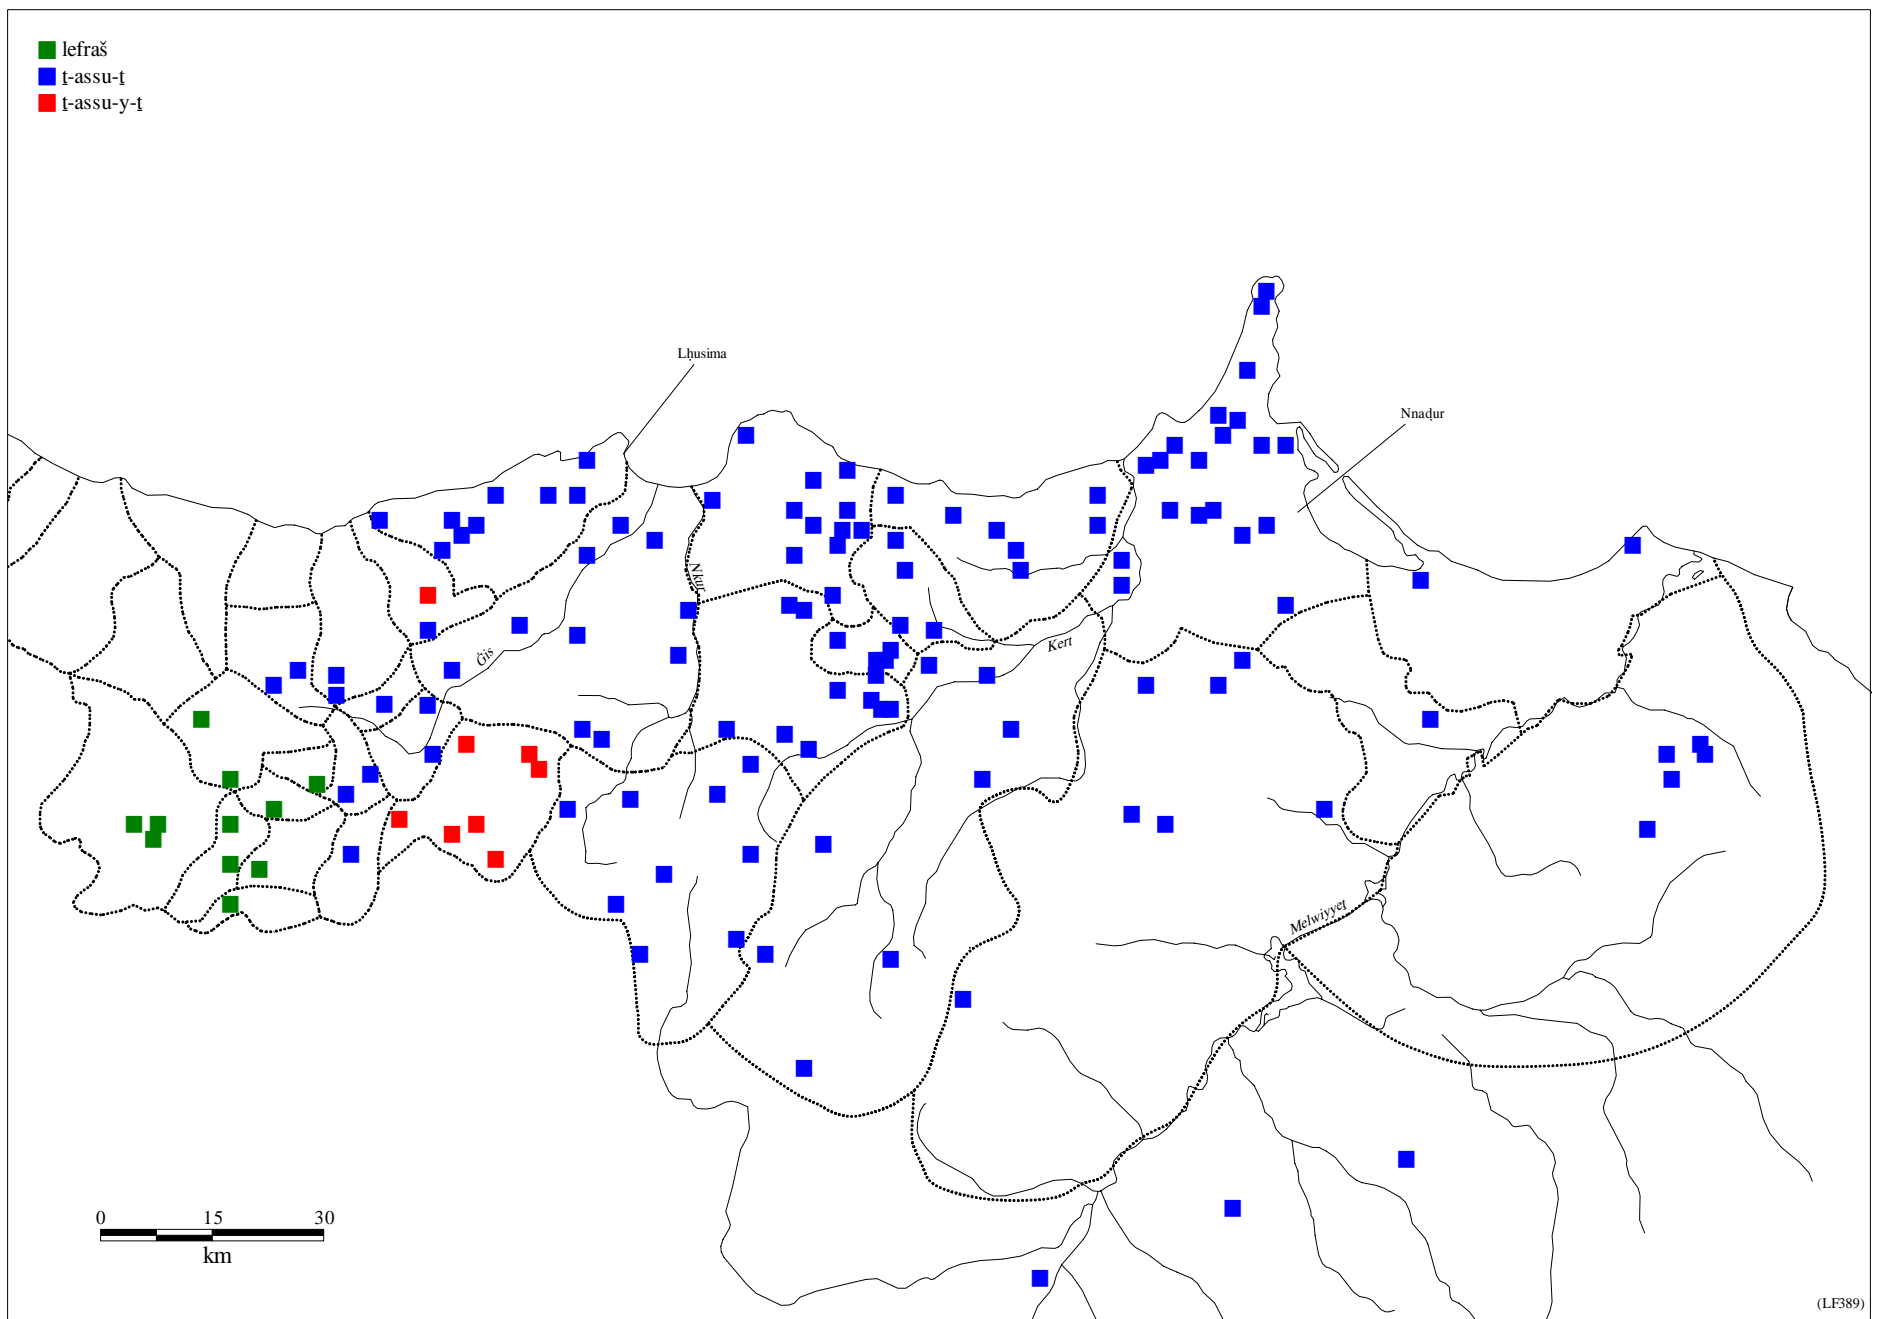 lefraš
ṯ-assu-ṯ
ṯ-assu-y-ṯ
Lḥusima
Nnaḍur
Nkur
Ġis
Kert
Melwiyyeṯ
0 15 30
km
(LF389)